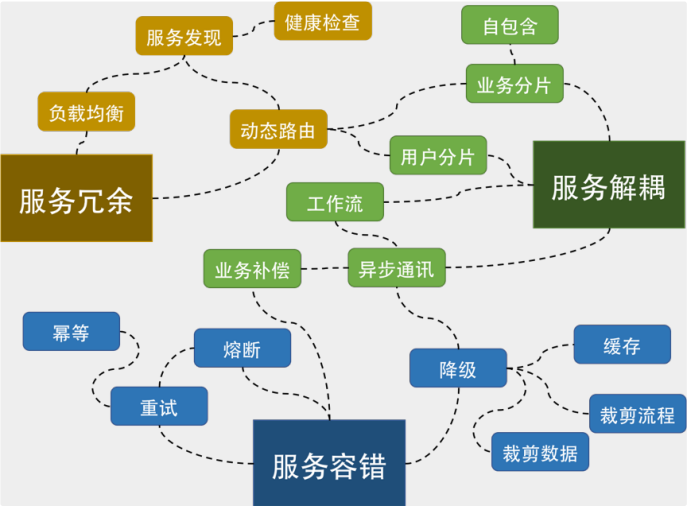 健康检查
自包含
服务发现
业务分片
负载均衡
动态路由
用户分片
服务冗余
服务解耦
工作流
业务补偿
异步通讯
幂等
熔断
缓存
降级
重试
裁剪流程
裁剪数据
服务容错